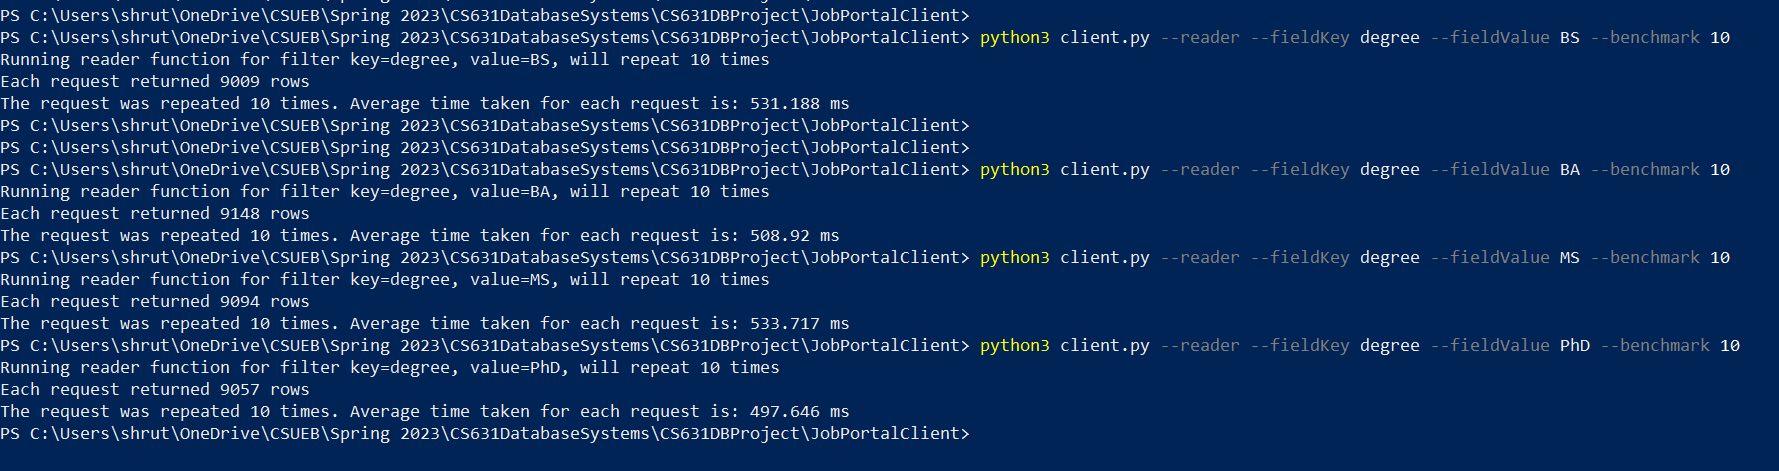 PS C:\Users\shrut\OneDrive\CSUEB\Spring 2023\CS631DatabaseSystems\CS631DBProject\JobPortalClient>
PS C:\Users\shrut\OneDrive\CSUEB\Spring 2023\CS631DatabaseSystems\CS631DBProject\JobPortalClient> python3 client.py --reader --fieldKey degree --fieldValue BS --benchmark 10
Running reader function for filter key=degree, value=BS, will repeat 10 times
Each request returned 9009 rows
The request was repeated 10 times. Average time taken for each request is: 531.188 ms
PS C:\Users\shrut\OneDrive\CSUEB\Spring 2023\CS631DatabaseSystems\CS631DBProject\JobPortalClient>
PS C:\Users\shrut\OneDrive\CSUEB\Spring 2023\CS631DatabaseSystems\CS631DBProject\JobPortalClient>
PS C:\Users\shrut\OneDrive\CSUEB\Spring 2023\CS631DatabaseSystems\CS631DBProject\JobPortalClient> python3 client.py --reader --fieldKey degree --fieldValue BA --benchmark 10
Running reader function for filter key=degree, value=BA, will repeat 10 times
Each request returned 9148 rows
The request was repeated 10 times. Average time taken for each request is: 508.92 ms
PS C:\Users\shrut\OneDrive\CSUEB\Spring 2023\CS631DatabaseSystems\CS631DBProject\JobPortalClient> python3 client.py --reader --fieldKey degree --fieldValue MS --benchmark 10
Running reader function for filter key=degree, value=MS, will repeat 10 times
Each request returned 9094 rows
The request was repeated 10 times. Average time taken for each request is: 533.717 ms
PS C:\Users\shrut\OneDrive\CSUEB\Spring 2023\CS631DatabaseSystems\CS631DBProject\JobPortalClient> python3 client.py --reader --fieldKey degree --fieldValue PhD --benchmark 10
Running reader function for filter key=degree, value=PhD, will repeat 10 times
Each request returned 9057 rows
The request was repeated 10 times. Average time taken for each request is: 497.646 ms
PS C:\Users\shrut\OneDrive\CSUEB\Spring 2023\CS631DatabaseSystems\CS631DBProject\JobPortalClient>